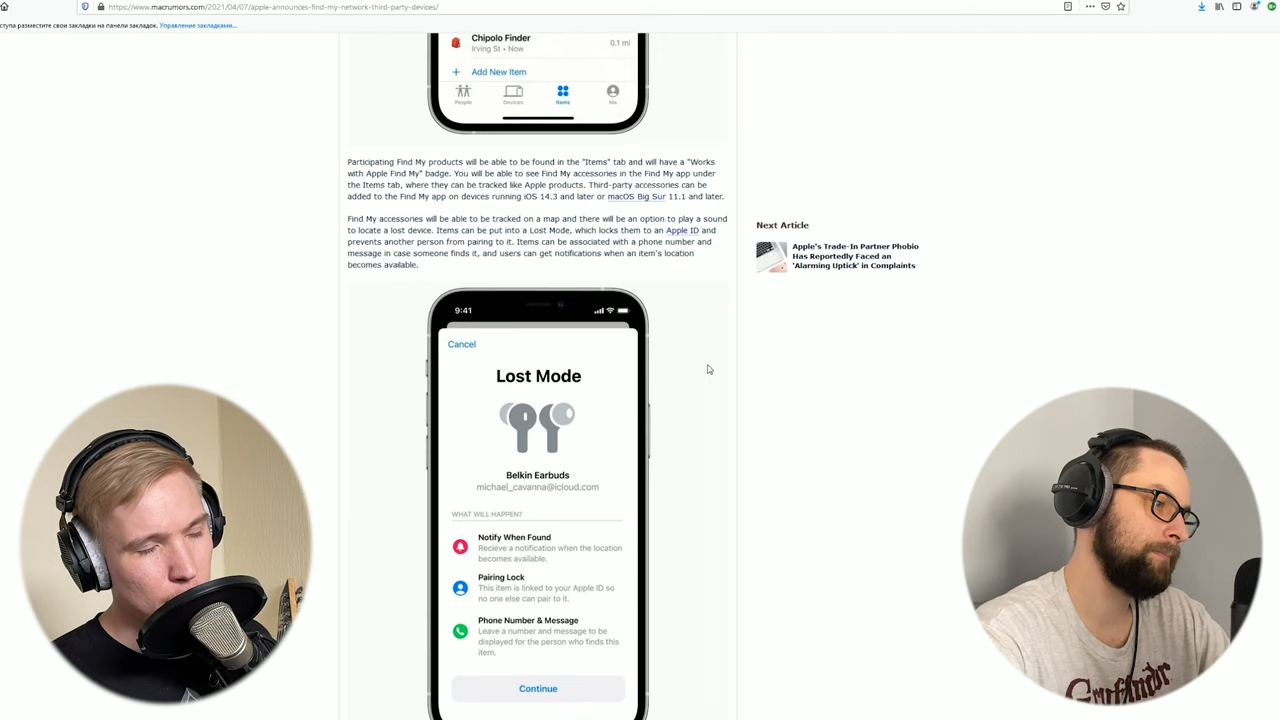 https://www.macrumors.com/2021/04/07/apple-announces-find-my-network-third-party-devices/
ступа разместите свои закладки на панели закладок. Управление закладками...
Chipolo Finder
Irving St • Now
0.1 mi
+ Add New Item
People Devices Items Me
Participating Find My products will be able to be found in the "Items" tab and will have a "Works
with Apple Find My" badge. You will be able to see Find My accessories in the Find My app under
the Items tab, where they can be tracked like Apple products. Third-party accessories can be
added to the Find My app on devices running iOS 14.3 and later or macOS Big Sur 11.1 and later.
Find My accessories will be able to be tracked on a map and there will be an option to play a sound
to locate a lost device. Items can be put into a Lost Mode, which locks them to an Apple ID and
prevents another person from pairing to it. Items can be associated with a phone number and
message in case someone finds it, and users can get notifications when an item's location
becomes available.
Next Article
Apple's Trade-In Partner Phobio
Has Reportedly Faced an
'Alarming Uptick' in Complaints
9:41
Cancel
Lost Mode
Belkin Earbuds
michael_cavanna@icloud.com
WHAT WILL HAPPEN?
Notify When Found
Recieve a notification when the location
becomes available.
Pairing Lock
This item is linked to your Apple ID so
no one else can pair to it.
Phone Number & Message
Leave a number and message to be
displayed for the person who finds this
item.
Continue
Gryffindor